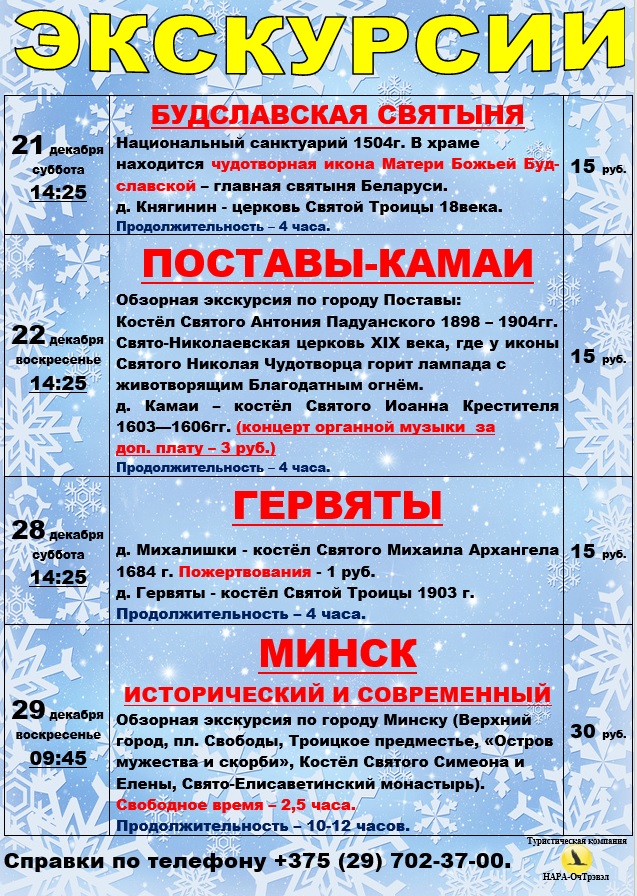 ЭКСКУРСИИ
21 декабря
суббота
14:25
БУДСЛАВСКАЯ СВЯТЫНЯ
Национальный санктуарий 1504г. В храме
находится чудотворная икона Матери Божьей Буд-
славской – главная святыня Беларуси.
д. Княгинин - церковь Святой Троицы 18века.
Продолжительность – 4 часа.
15 руб.
22 декабря
воскресенье
14:25
ПОСТАВЫ-КАМАИ
Обзорная экскурсия по городу Поставы:
Костёл Святого Антония Падуанского 1898 – 1904гг.
Свято-Николаевская церковь XIX века, где у иконы
Святого Николая Чудотворца горит лампада с
животворящим Благодатным огнём.
д. Камаи – костёл Святого Иоанна Крестителя
1603—1606гг. (концерт органной музыки за
доп. плату – 3 руб.)
Продолжительность – 4 часа.
15 руб.
28 декабря
суббота
14:25
ГЕРВЯТЫ
д. Михалишки - костёл Святого Михаила Архангела
1684 г. Пожертвования - 1 руб.
д. Гервяты - костёл Святой Троицы 1903 г.
Продолжительность – 4 часа.
15 руб.
29 декабря
воскресенье
09:45
МИНСК
ИСТОРИЧЕСКИЙ И СОВРЕМЕННЫЙ
Обзорная экскурсия по городу Минску (Верхний
город, пл. Свободы, Троицкое предместье, «Остров
мужества и скорби», Костёл Святого Симеона и
Елены, Свято-Елисаветинский монастырь).
Свободное время – 2,5 часа.
Продолжительность – 10-12 часов.
30 руб.
Справки по телефону +375 (29) 702-37-00.
Туристическая компания
НАРА-ОчТрэвэл